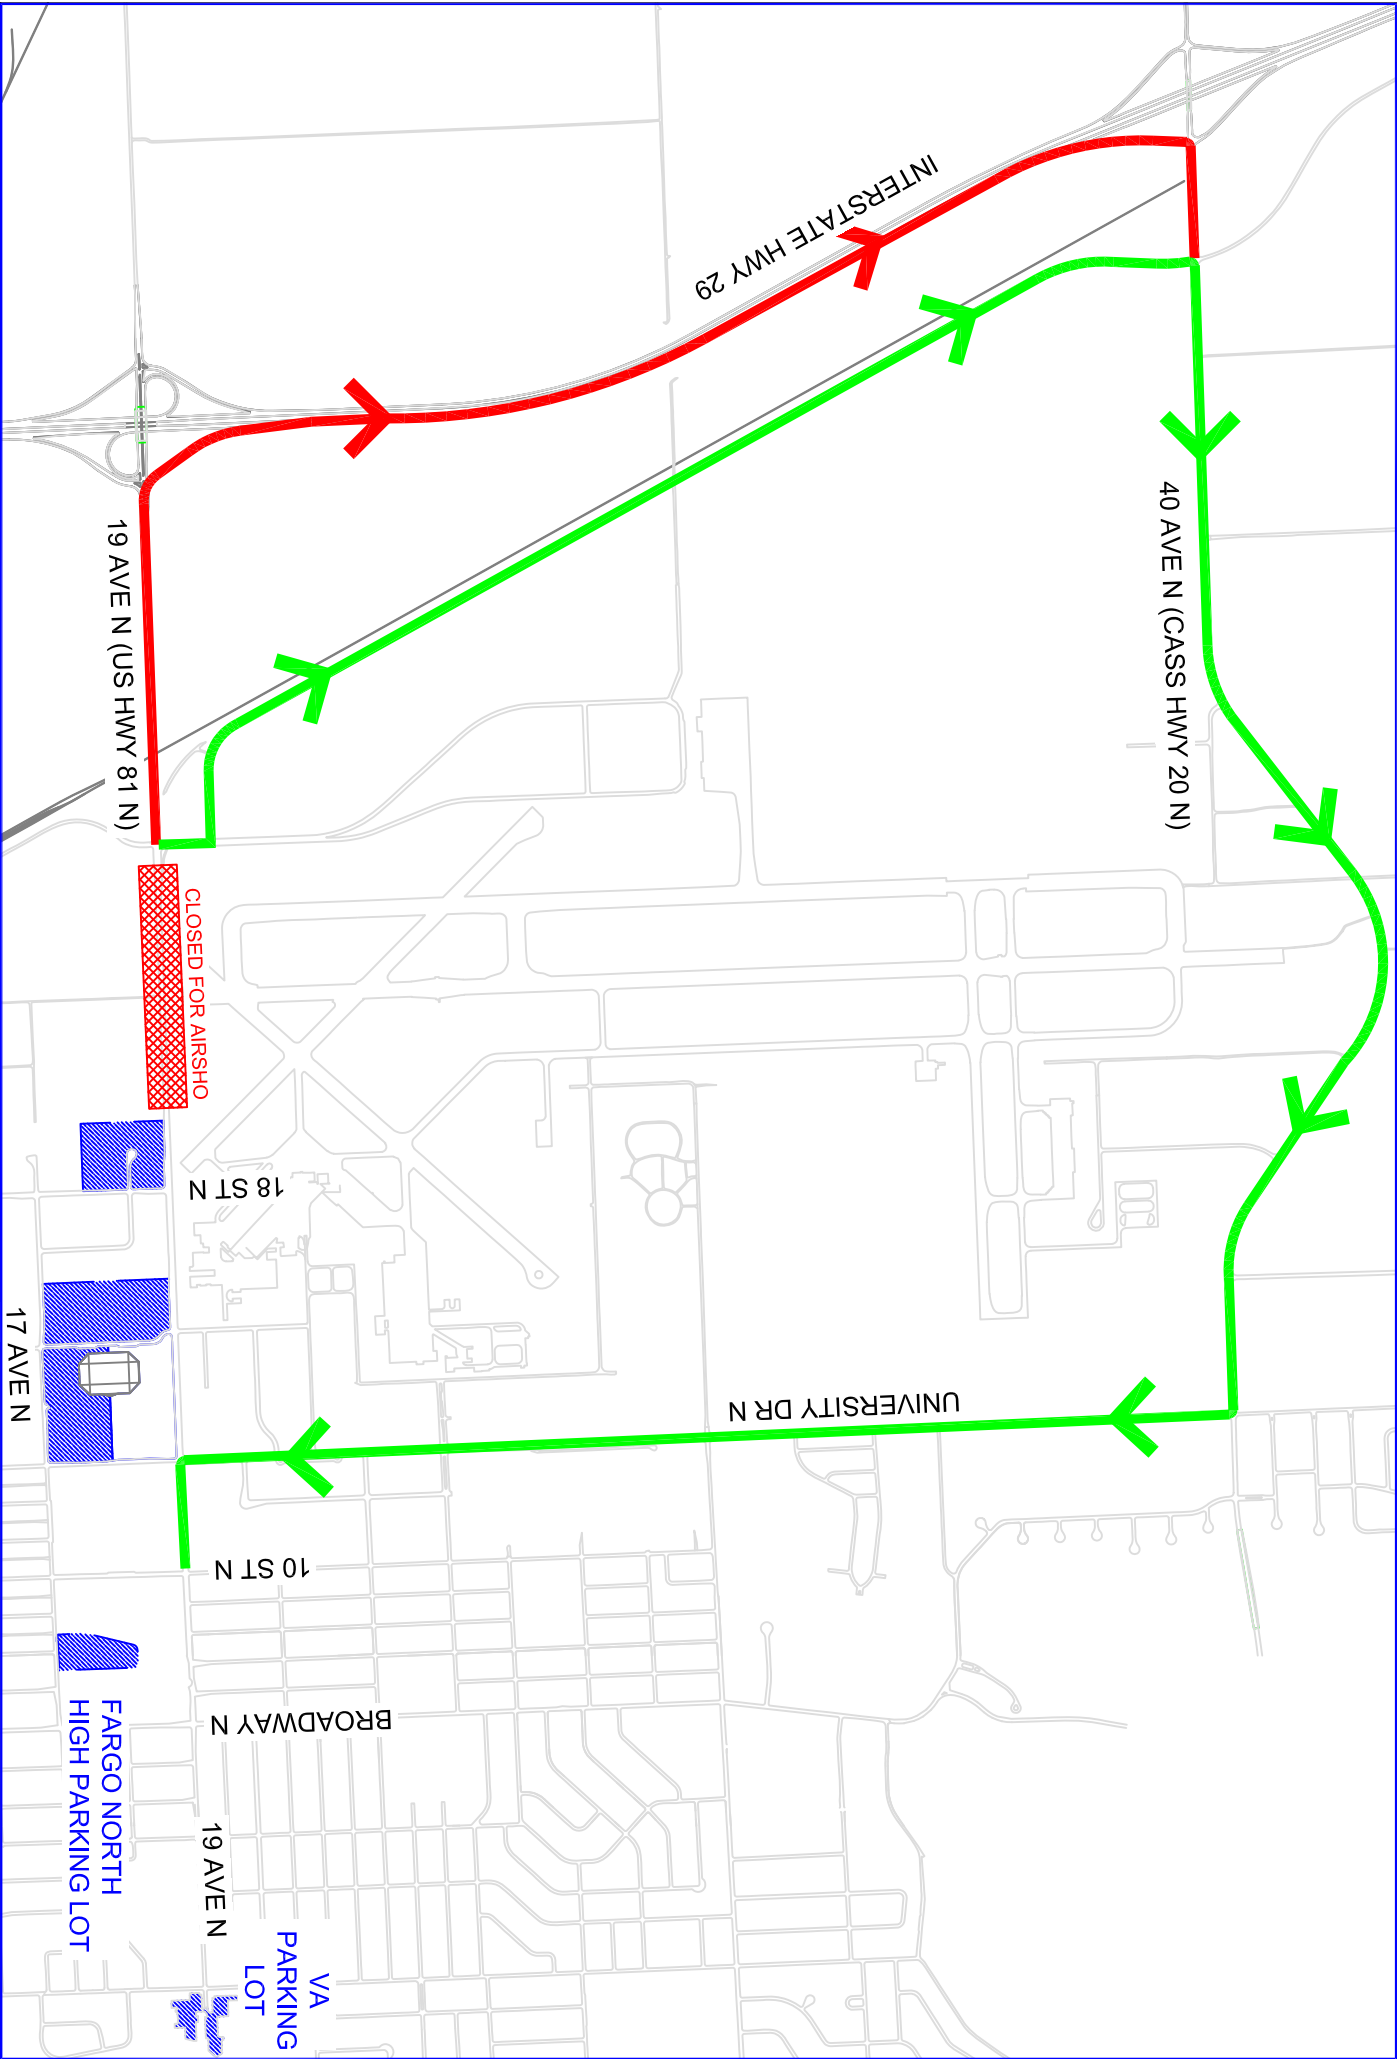 INTERSTATE HWY 29
40 AVE N (CASS HWY 20 N)
19 AVE N (US HWY 81 N)
CLOSED FOR AIRSHO
18 ST N
UNIVERSITY DR N
17 AVE N
10 ST N
BROADWAY N
FARGO NORTH
HIGH PARKING LOT
19 AVE N
VA
PARKING
LOT